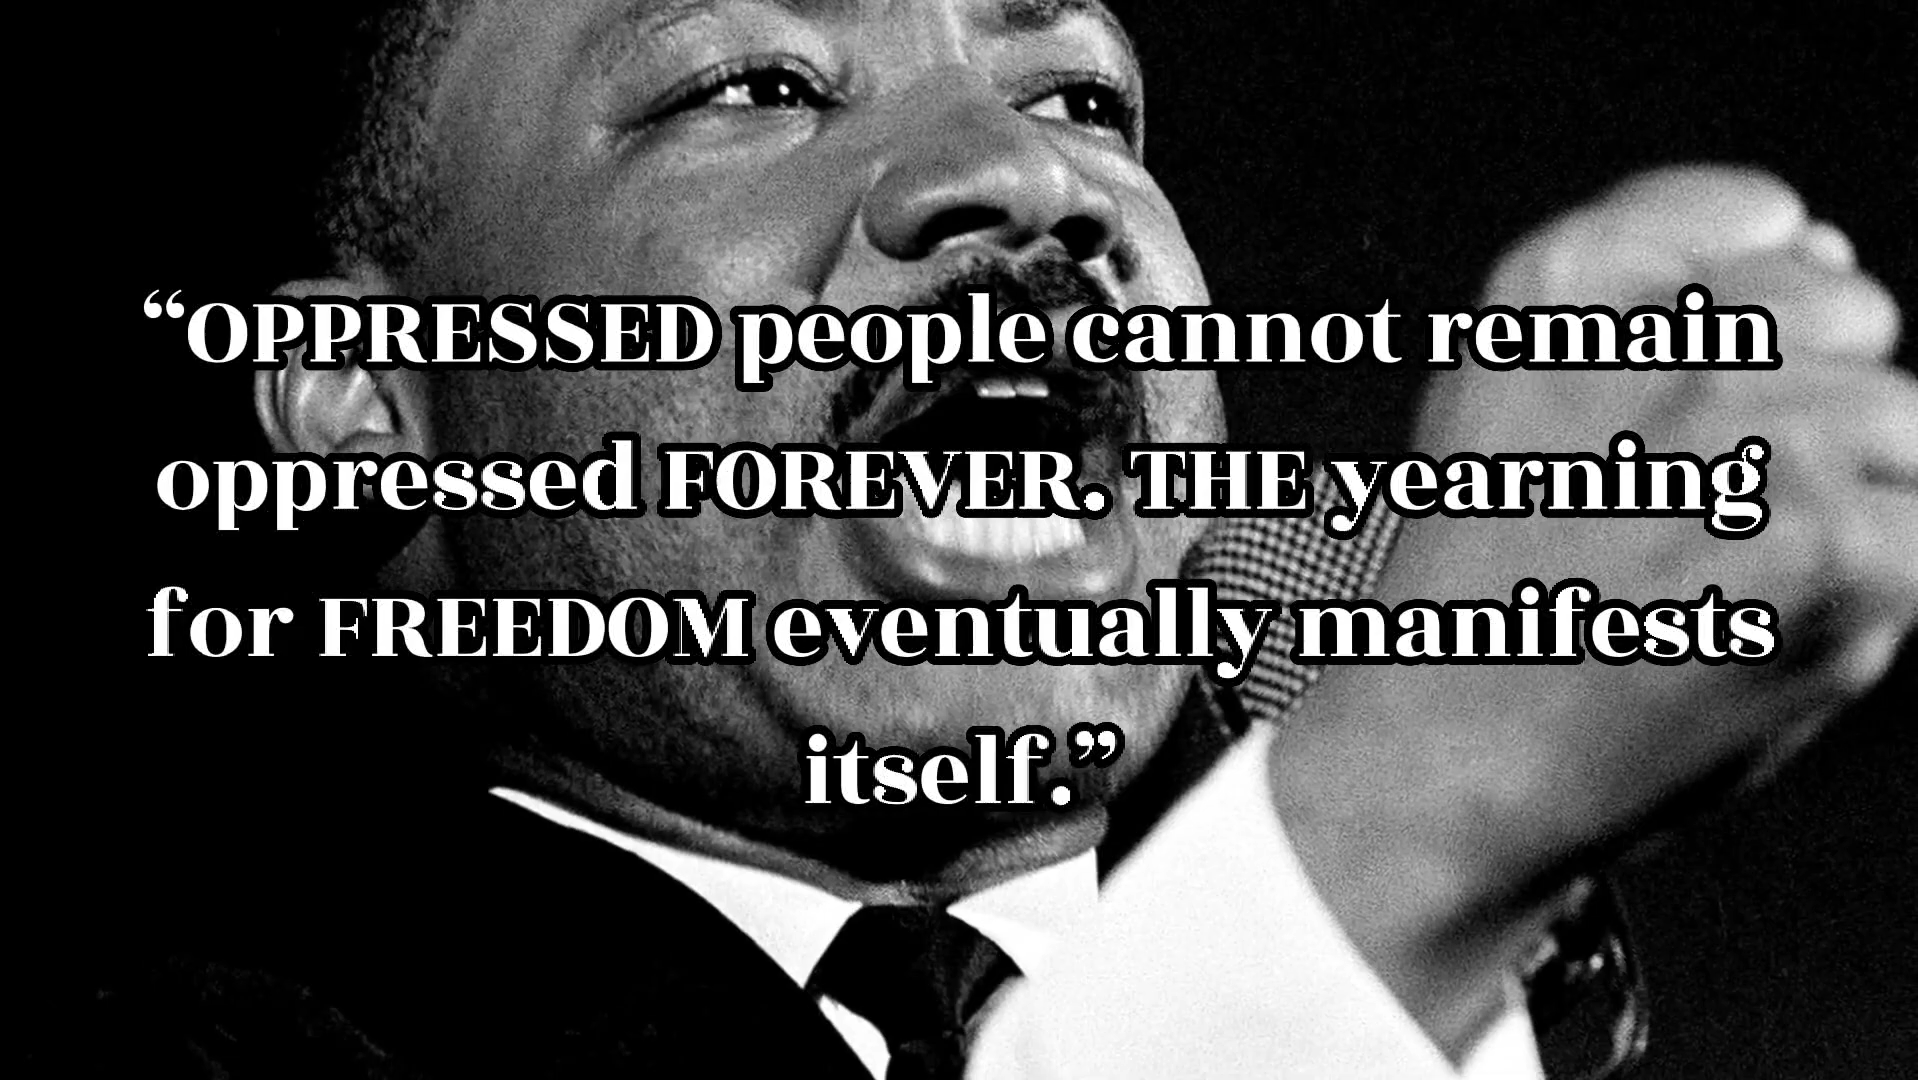 “OPPRESSED people cannot remain
oppressed FOREVER. THE yearning
for FREEDOM eventually manifests
itself.”